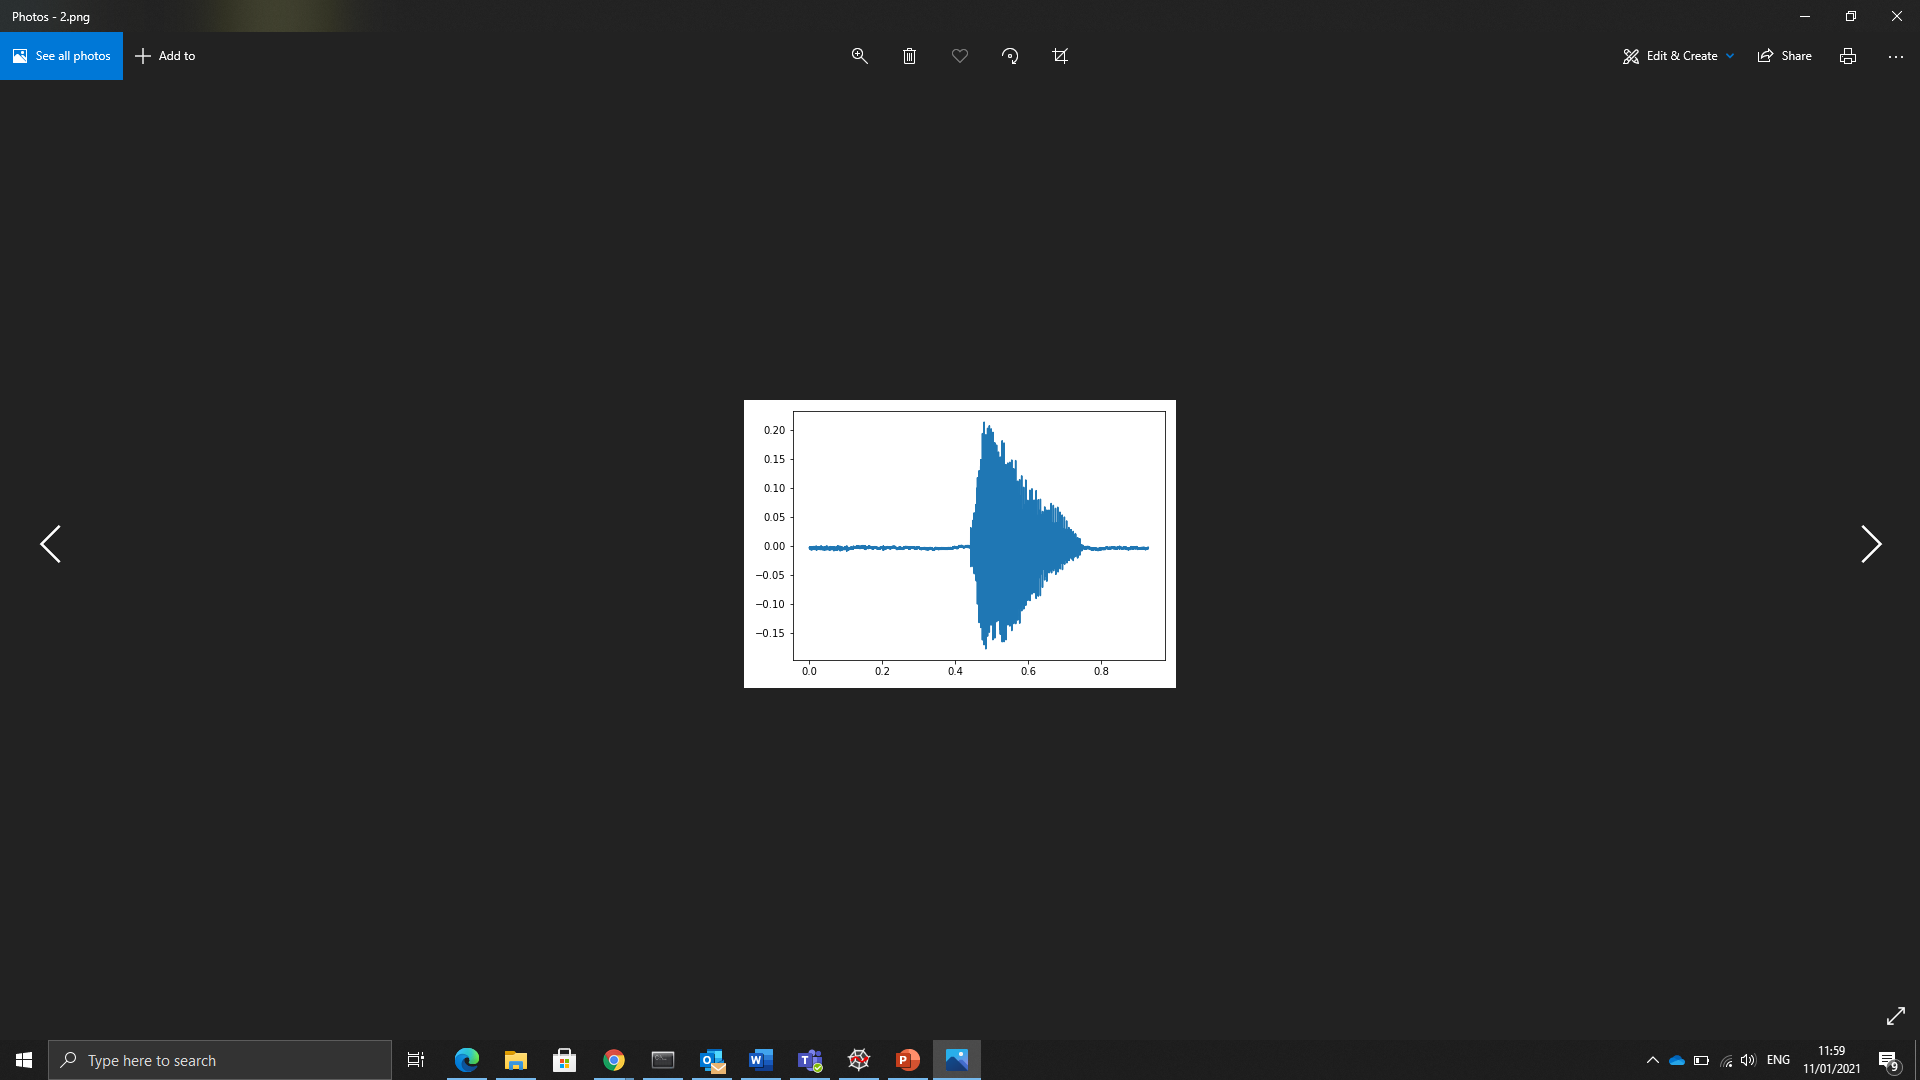 Photos - 2.png
See all photos
Add to
Edit & Create
Share
0.20
0.15
0.10
0.05
0.00
−0.05
−0.10
−0.15
0.0 0.2 0.4 0.6 0.8
Type here to search
ENG
11:59
11/01/2021
9